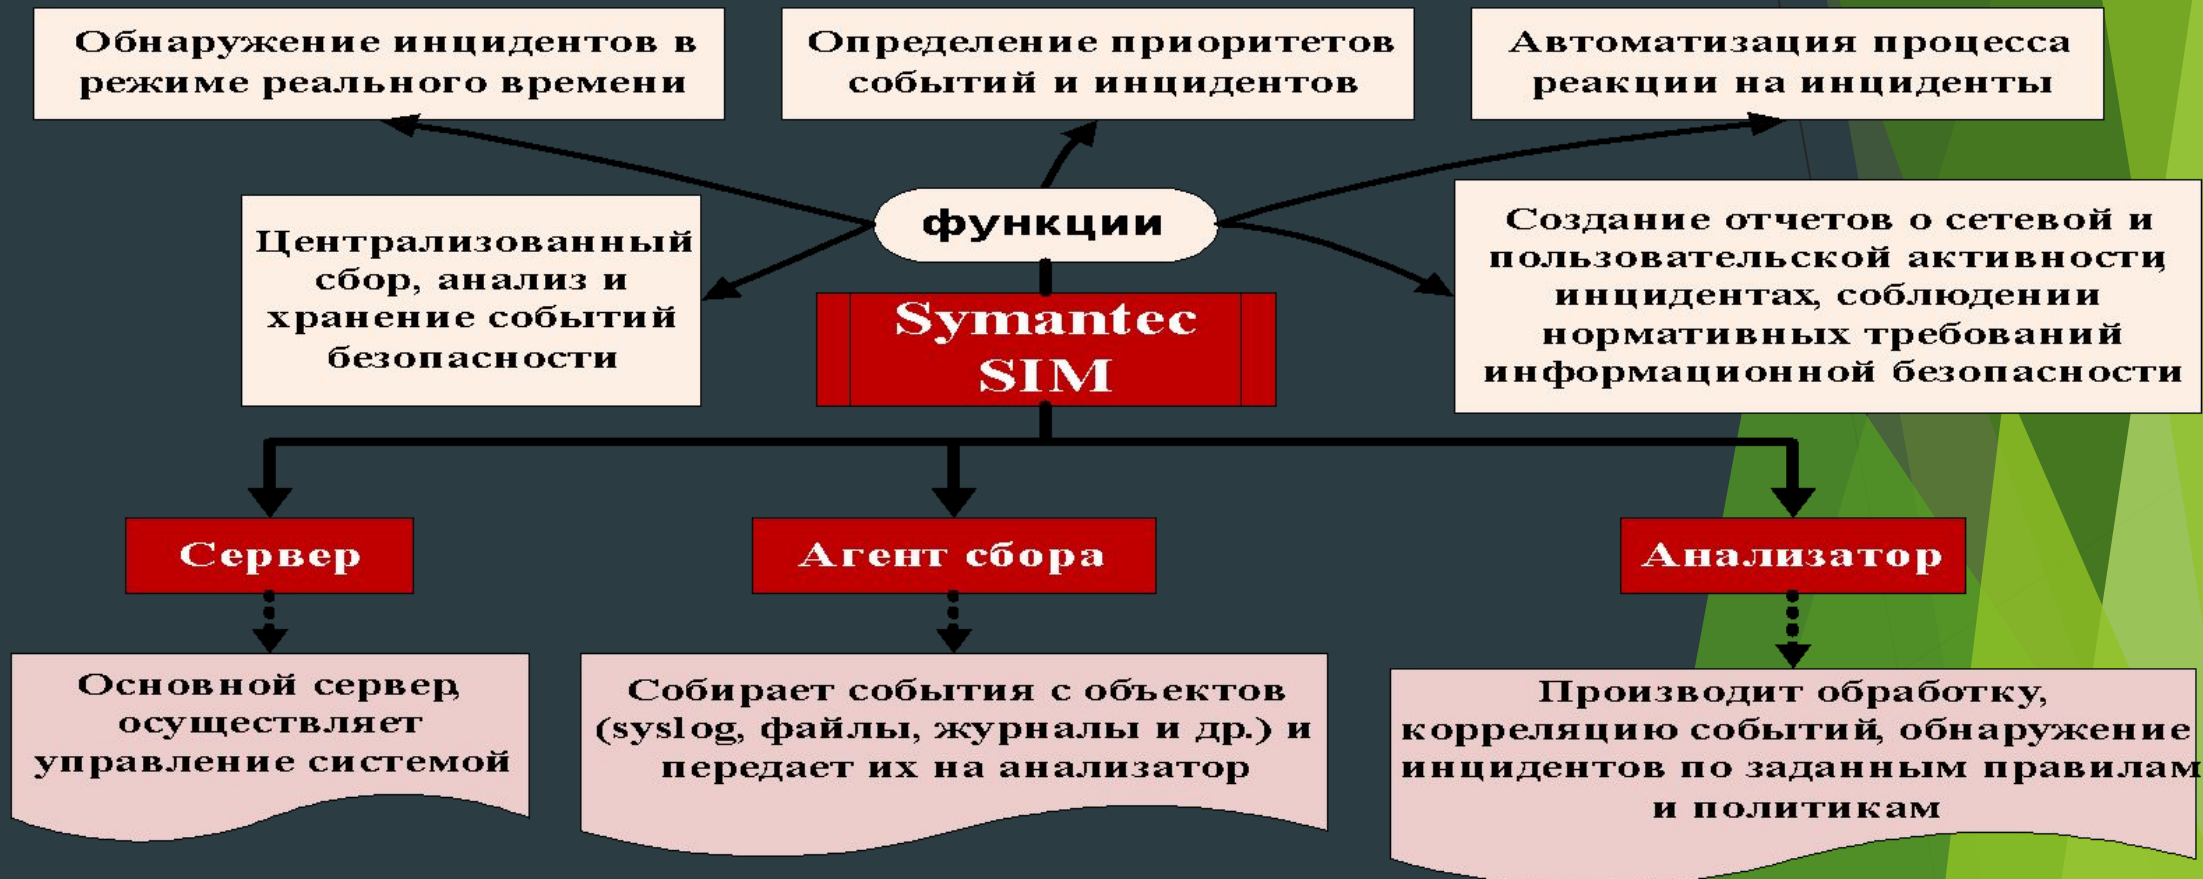 Обнаружение инцидентов в
режиме реального времени
Определение приоритетов
событий и инцидентов
Автоматизация процесса
реакции на инциденты
функции
Централизованный
сбор, анализ и
хранение событий
безопасности
Создание отчетов о сетевой и
пользовательской активности,
инцидентах, соблюдении
нормативных требований
информационной безопасности
Symantec
SIM
Сервер
Агент сбора
Анализатор
Основной сервер,
осуществляет
управление системой
Собирает события с объектов
(syslog, файлы, журналы и др.) и
передает их на анализатор
Производит обработку,
корреляцию событий, обнаружение
инцидентов по заданным правилам
и политикам